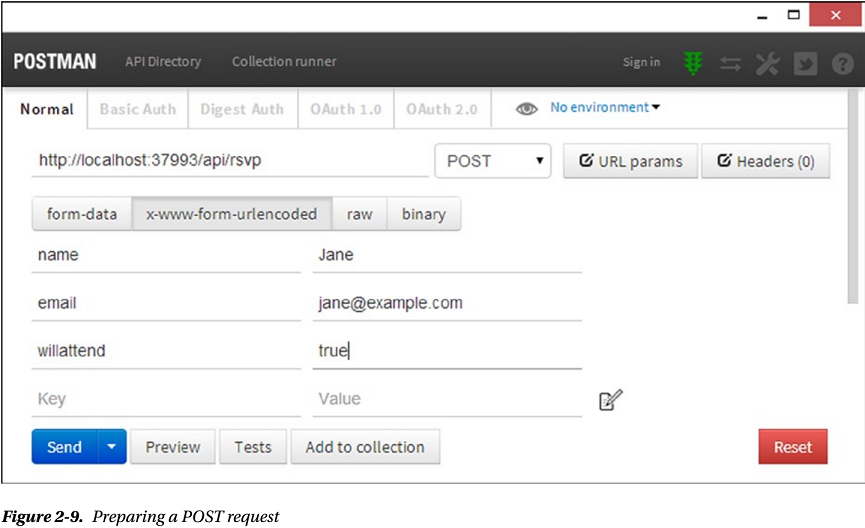 POSTMAN API Directory Collection runner Sign in
Normal Basic Auth Digest Auth OAuth 1.0 OAuth 2.0 No environment
http://localhost:37993/api/rsvp POST URL params Headers (0)
form-data x-www-form-urlencoded raw binary
name Jane
email jane@example.com
willattend true
Key Value
Send Preview Tests Add to collection Reset
Figure 2-9. Preparing a POST request